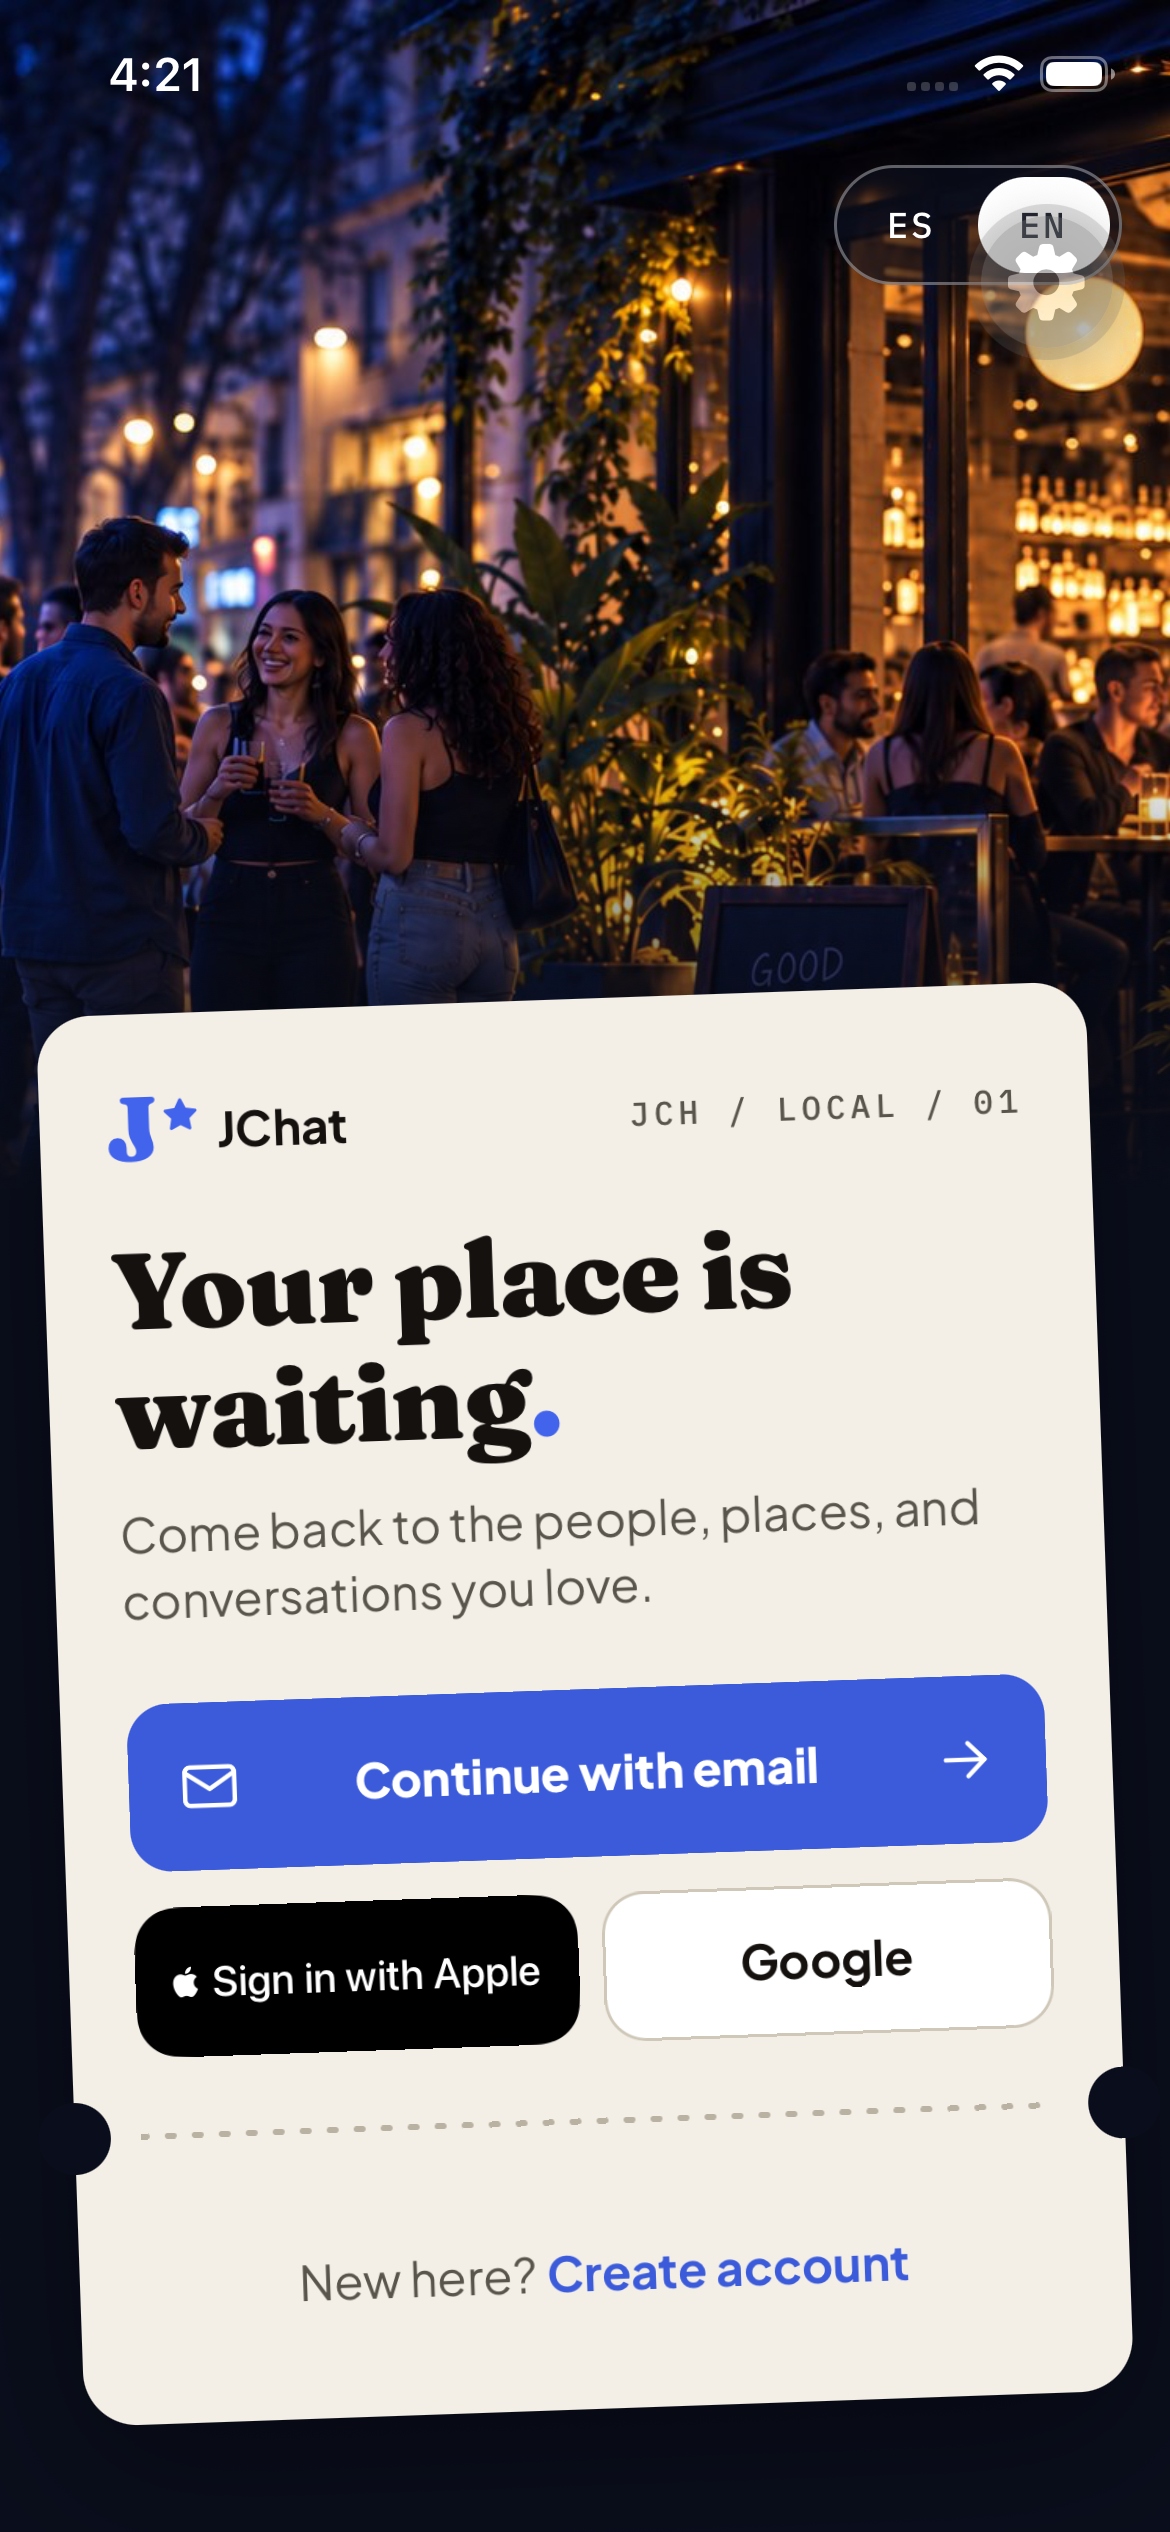 4:21
ES EN
GOOD
J JChat
JCH / LOCAL / 01
Your place is
waiting.
Come back to the people, places, and
conversations you love.
Continue with email
Sign in with Apple
Google
New here? Create account